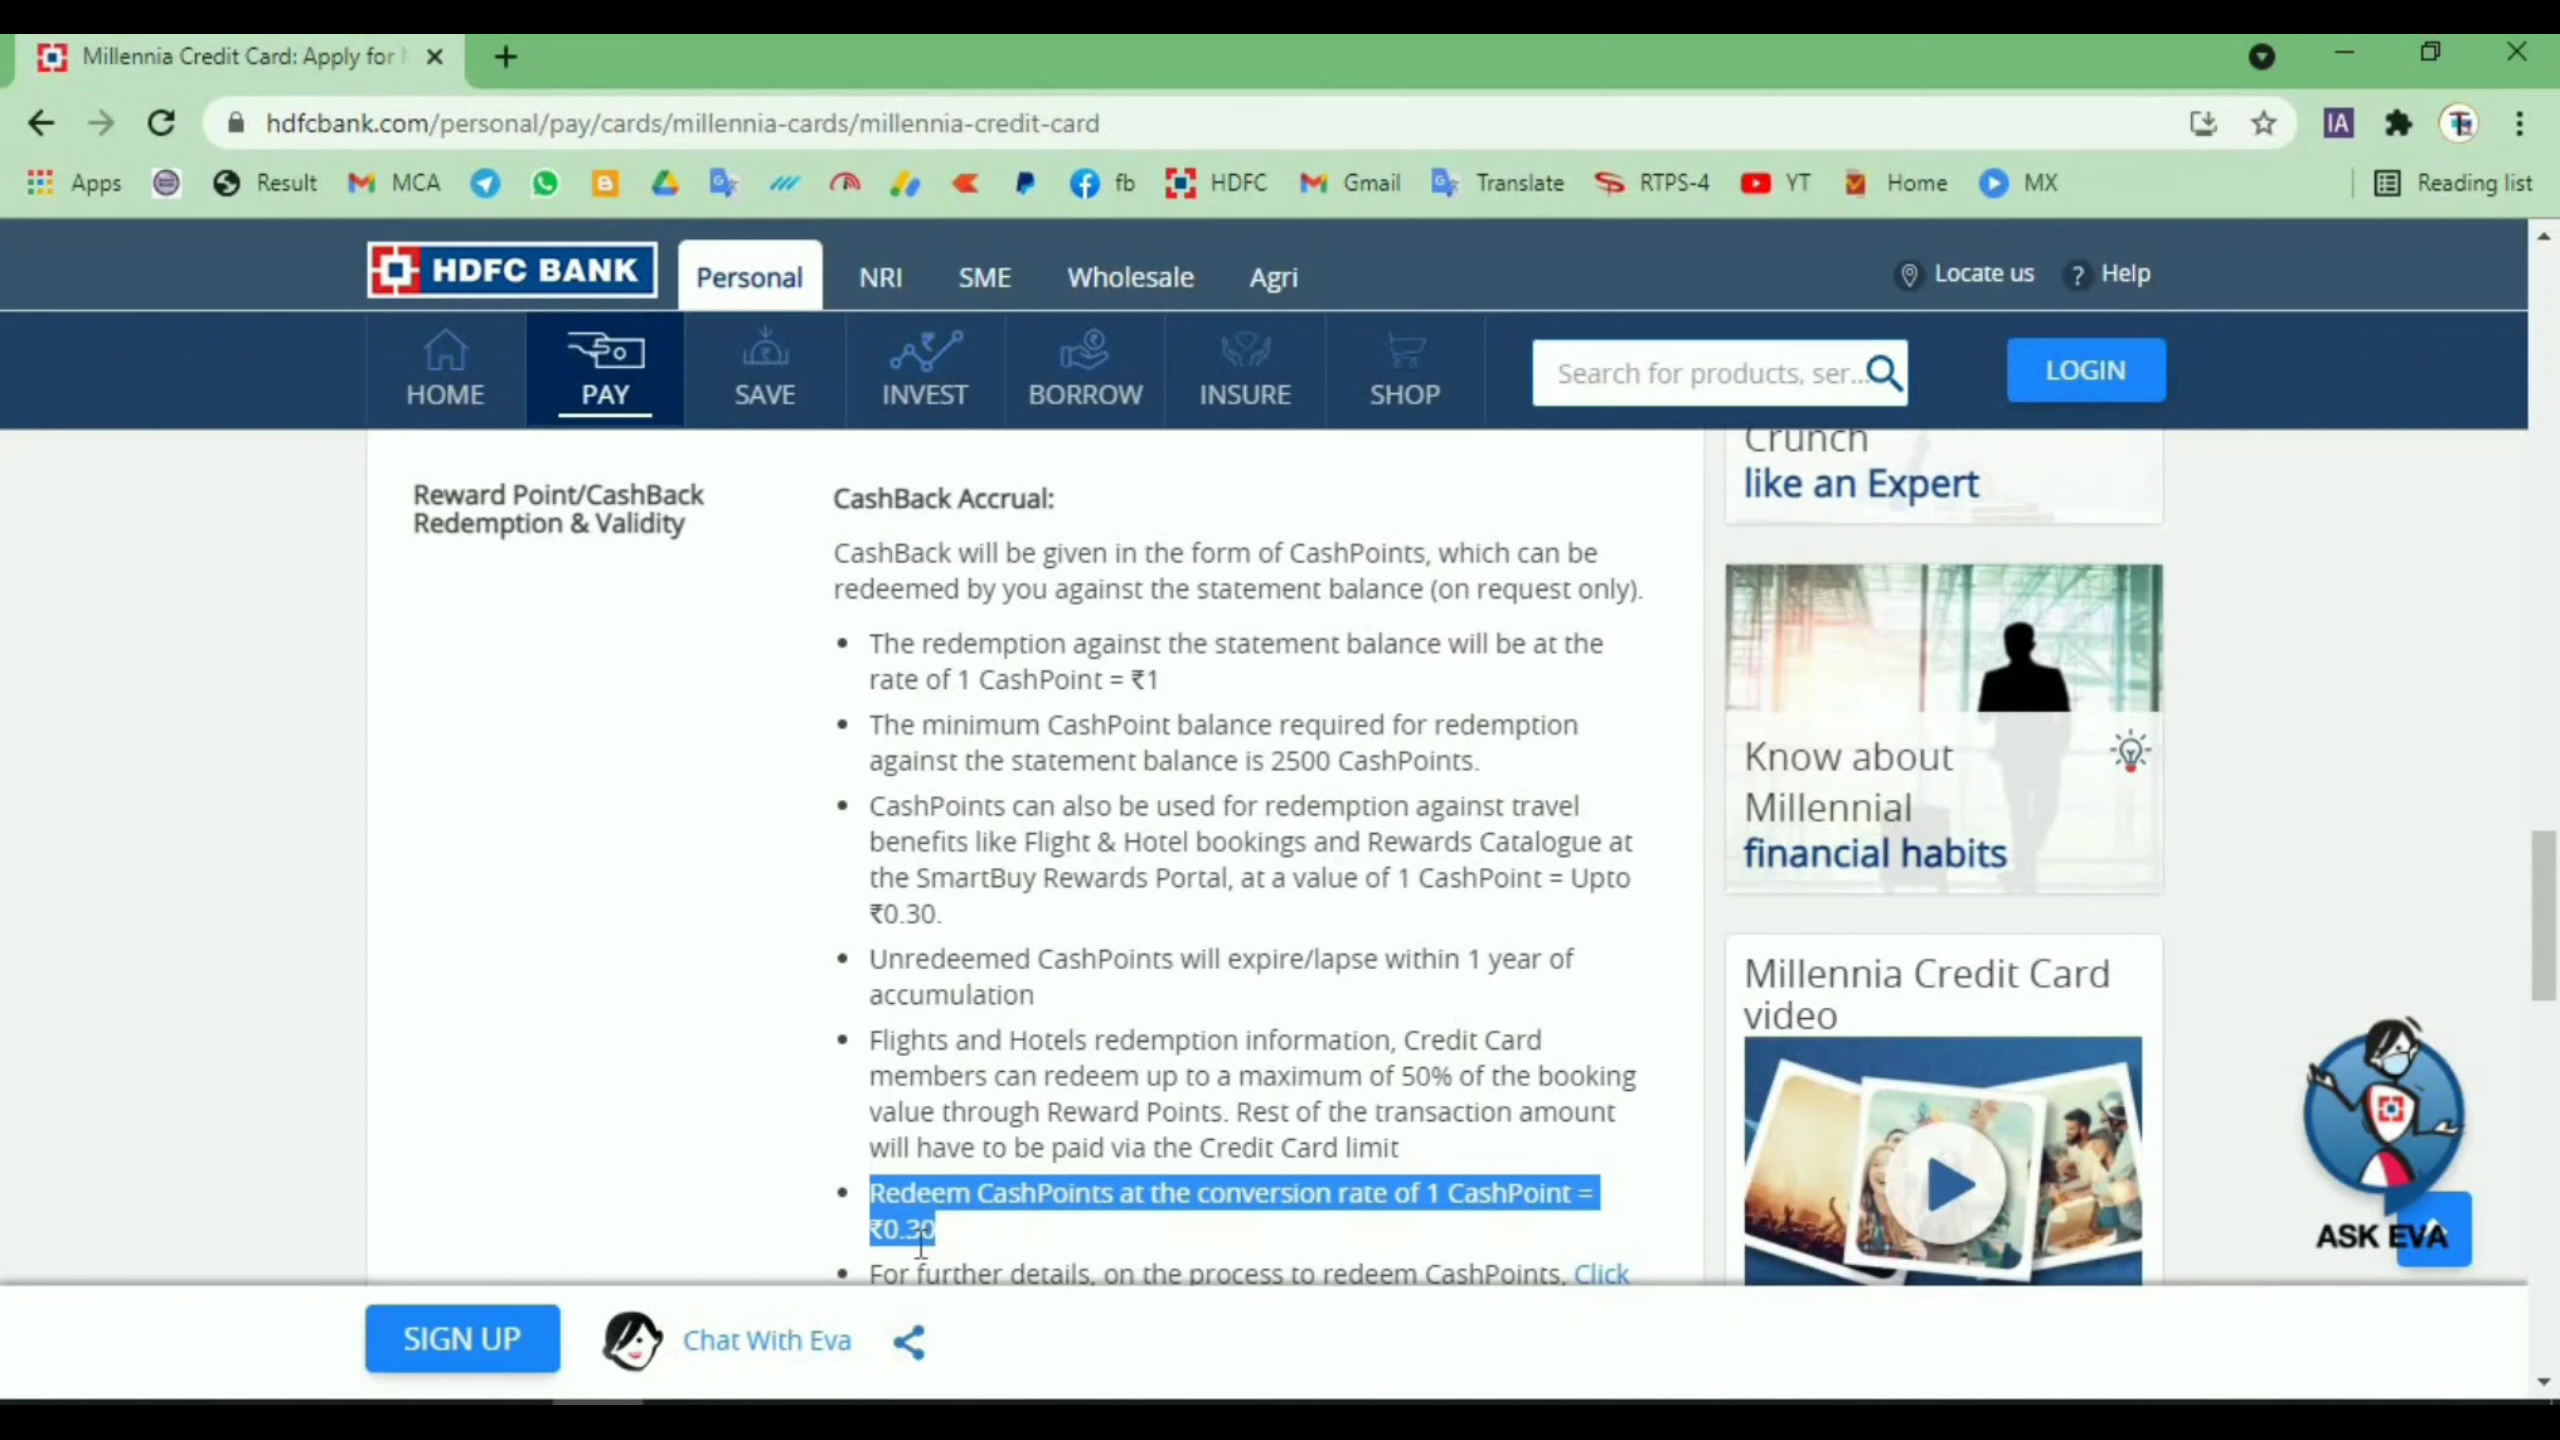 Millennia Credit Card: Apply for
hdfcbank.com/personal/pay/cards/millennia-cards/millennia-credit-card
IA
Apps Result MCA fb HDFC Gmail Translate RTPS-4 YT Home MX Reading list
HDFC BANK Personal NRI SME Wholesale Agri Locate us ? Help
HOME PAY SAVE INVEST BORROW INSURE SHOP Search for products, ser... LOGIN
Reward Point/CashBack
Redemption & Validity
CashBack Accrual:
CashBack will be given in the form of CashPoints, which can be
redeemed by you against the statement balance (on request only).
• The redemption against the statement balance will be at the
rate of 1 CashPoint = ₹1
• The minimum CashPoint balance required for redemption
against the statement balance is 2500 CashPoints.
• CashPoints can also be used for redemption against travel
benefits like Flight & Hotel bookings and Rewards Catalogue at
the SmartBuy Rewards Portal, at a value of 1 CashPoint = Upto
₹0.30.
• Unredeemed CashPoints will expire/lapse within 1 year of
accumulation
• Flights and Hotels redemption information, Credit Card
members can redeem up to a maximum of 50% of the booking
value through Reward Points. Rest of the transaction amount
will have to be paid via the Credit Card limit
• Redeem CashPoints at the conversion rate of 1 CashPoint =
₹0.30
• For further details, on the process to redeem CashPoints, Click
Crunch
like an Expert
Know about
Millennial
financial habits
Millennia Credit Card
video
ASK EVA
SIGN UP Chat With Eva